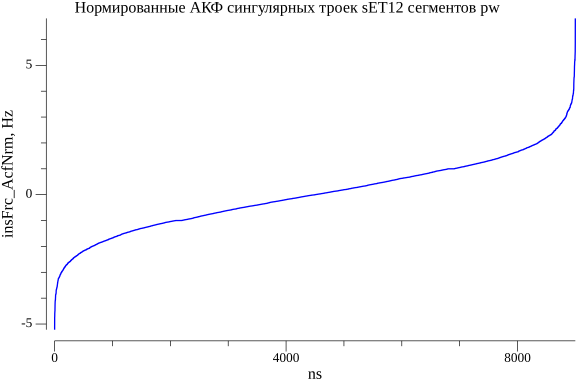 Нормированные АКФ сингулярных троек sET12 сегментов pw
insFrc_AcfNrm, Hz
5
0
-5
0
4000
8000
ns